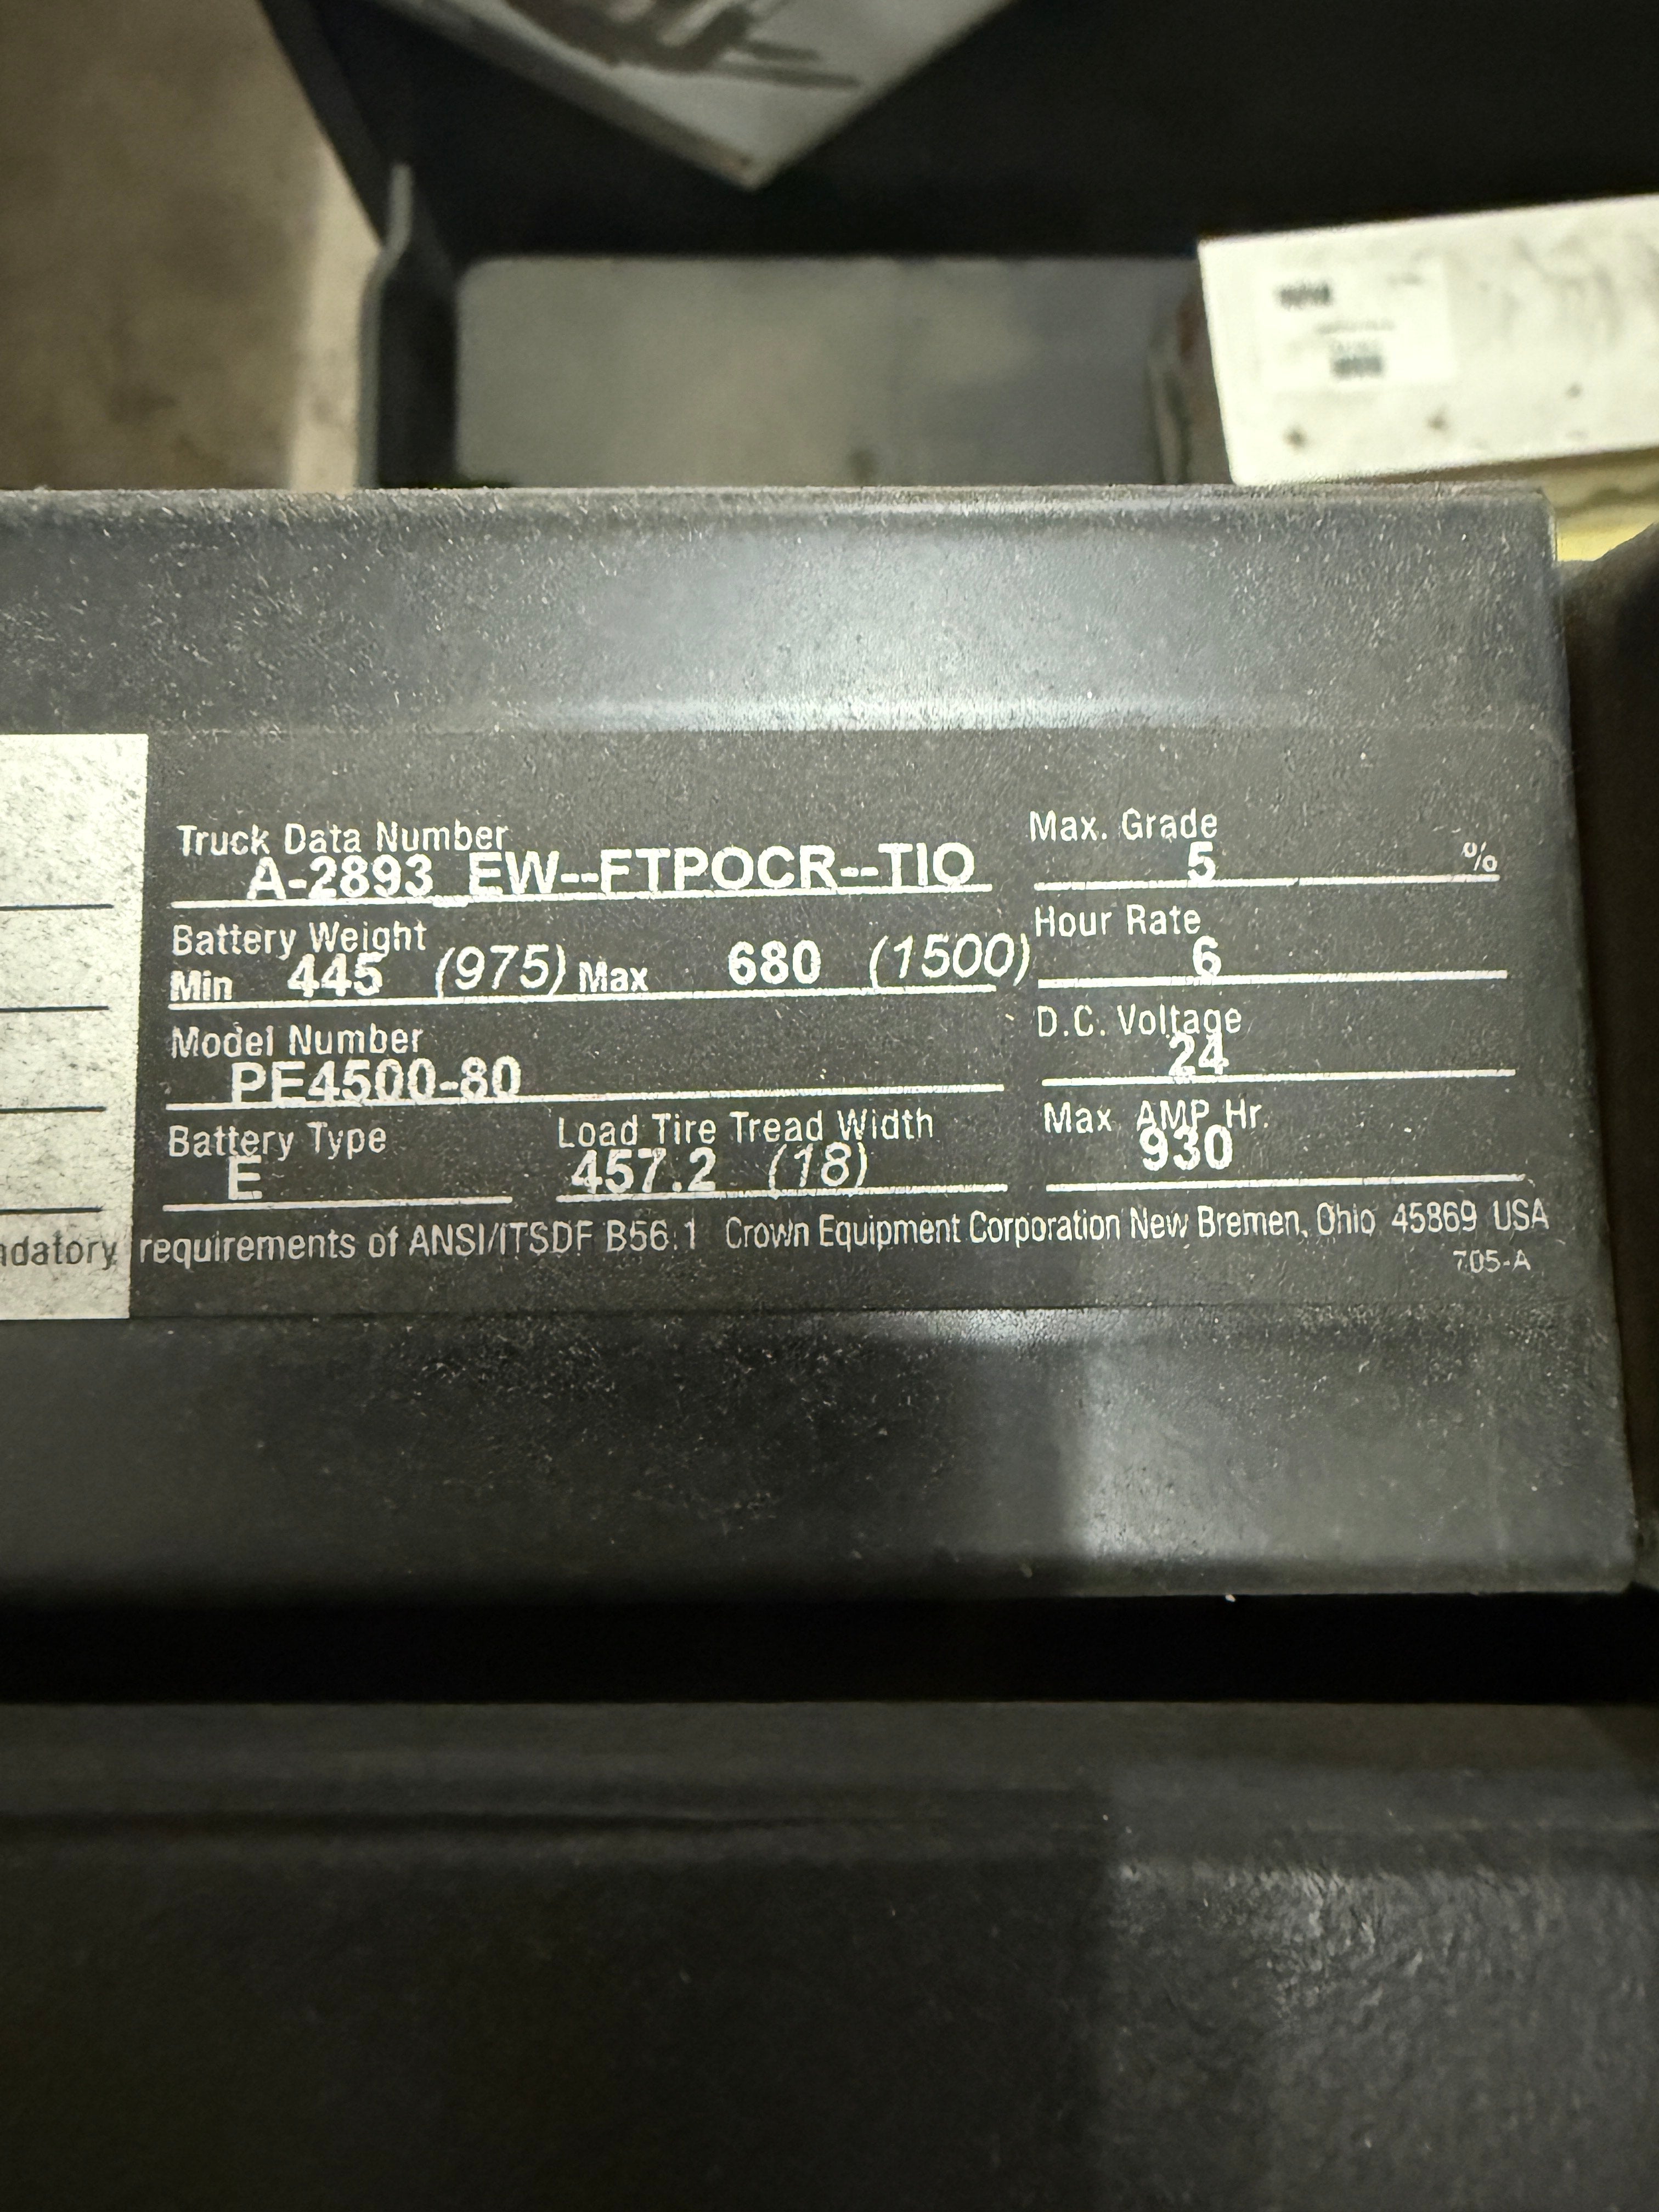 Truck Data Number
A-2893 EW--FTPOCR--TIO
Max. Grade
5 %
Battery Weight
Min 445 (975) Max 680 (1500)
Hour Rate
6
Model Number
PE4500-80
D.C. Voltage
24
Battery Type
E
Load Tire Tread Width
457.2 (18)
Max AMP Hr.
930
requirements of ANSI/ITSDF B56.1 Crown Equipment Corporation New Bremen, Ohio 45869 USA
705-A